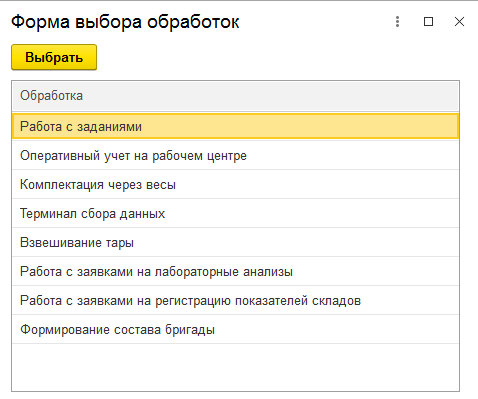 Форма выбора обработок
Выбрать
Обработка
Работа с заданиями
Оперативный учет на рабочем центре
Комплектация через весы
Терминал сбора данных
Взвешивание тары
Работа с заявками на лабораторные анализы
Работа с заявками на регистрацию показателей складов
Формирование состава бригады